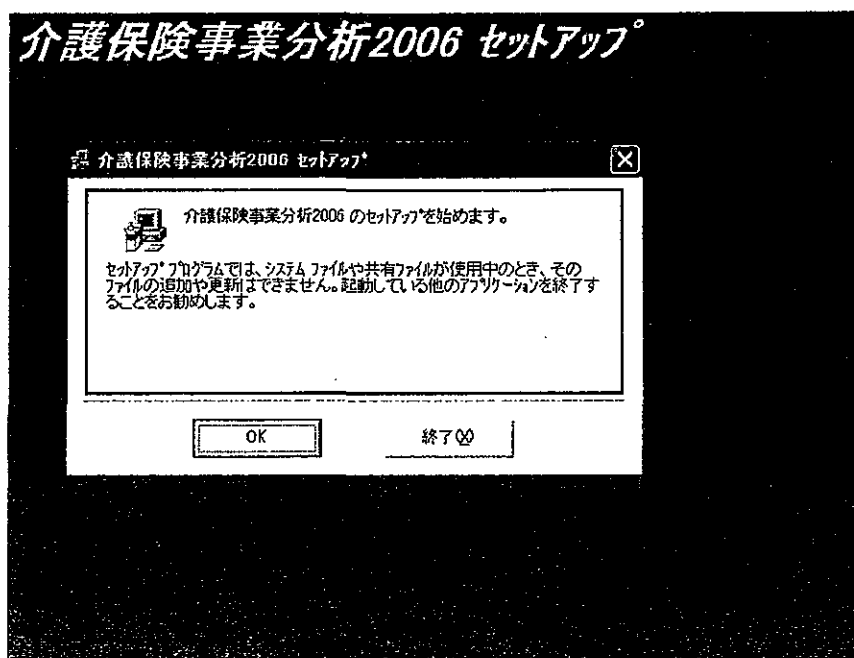 介護保険事業分析2006 セットアップ
介護保険事業分析2006 セットアップ
介護保険事業分析2006 のセットアップを始めます。
セットアップ プログラムでは、システム ファイルや共有ファイルが使用中のとき、その
ファイルの追加や更新はできません。起動している他のアプリケーションを終了す
ることをお勧めします。
OK
終了(X)